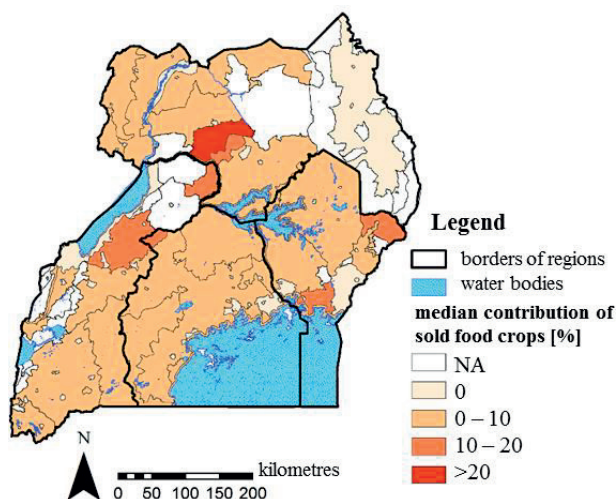 Legend
borders of regions
water bodies
median contribution of
sold food crops [%]
NA
0
0 – 10
10 – 20
>20
N
kilometres
0 50 100 150 200